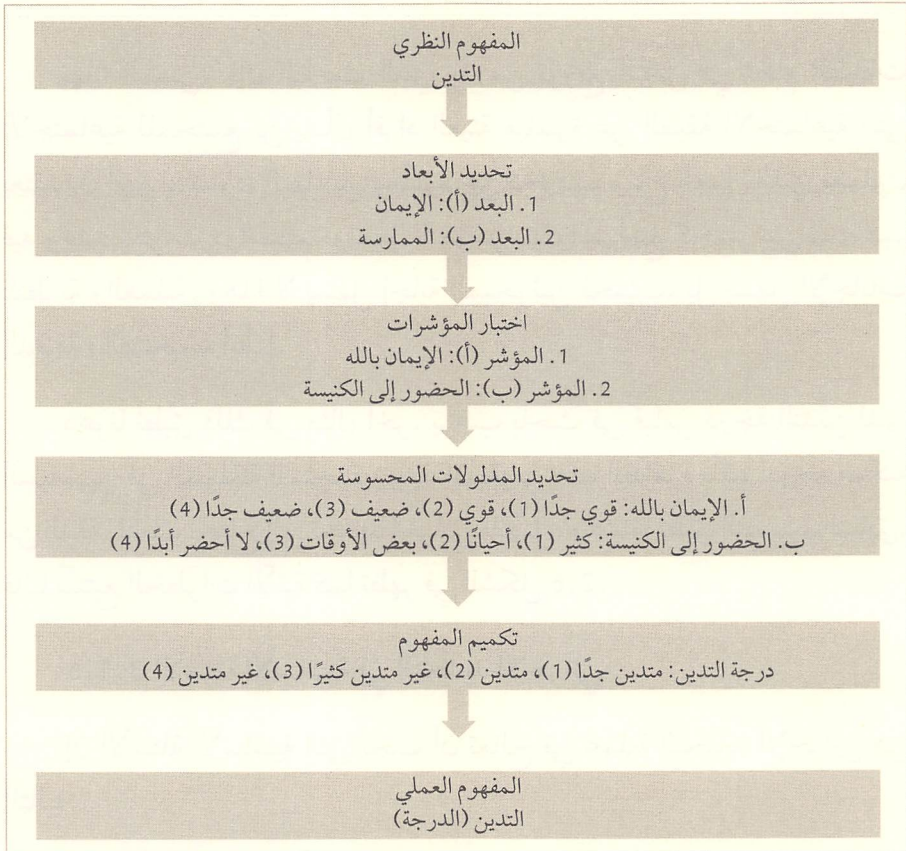 المفهوم النظري
التدين
تحديد الأبعاد
1. البعد (أ): الإيمان
2. البعد (ب): الممارسة
اختبار المؤشرات
1. المؤشر (أ): الإيمان بالله
2. المؤشر (ب): الحضور إلى الكنيسة
تحديد المدلولات المحسوسة
أ. الإيمان بالله: قوي جدًا (1)، قوي (2)، ضعيف (3)، ضعيف جدًا (4)
ب. الحضور إلى الكنيسة: كثير (1)، أحيانًا (2)، بعض الأوقات (3)، لا أحضر أبدًا (4)
تكميم المفهوم
درجة التدين: متدين جدًا (1)، متدين (2)، غير متدين كثيرًا (3)، غير متدين (4)
المفهوم العملي
التدين (الدرجة)